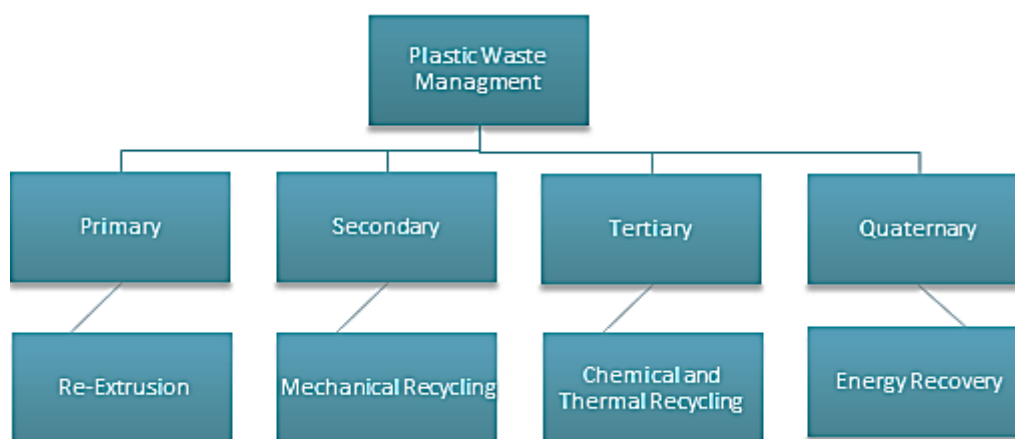 Plastic Waste
Managment
Primary
Secondary
Tertiary
Quaternary
Re-Extrusion
Mechanical Recycling
Chemical and
Thermal Recycling
Energy Recovery